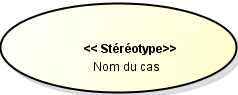 << Stéréotype>>
Nom du cas